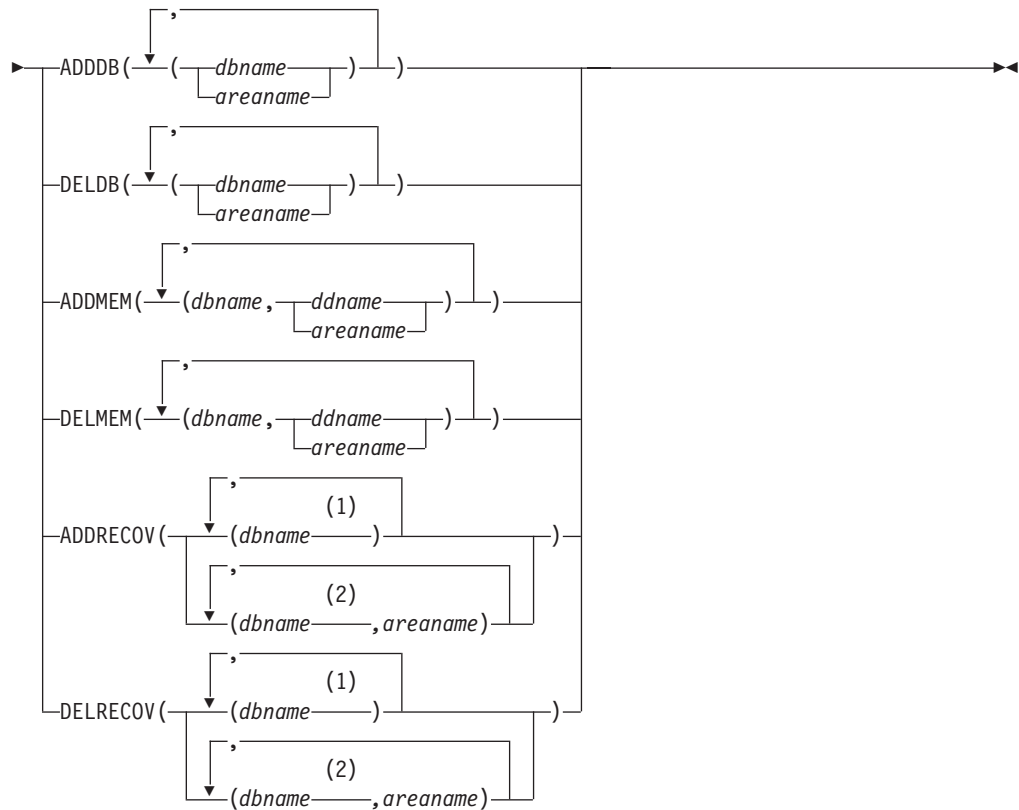 ,
ADDDB( ( dbname ) )
areaname
,
DELDB( ( dbname ) )
areaname
,
ADDMEM( (dbname, ddname ) )
areaname
,
DELMEM( (dbname, ddname ) )
areaname
,
(1)
ADDRECOV( (dbname ) )
,
(2)
(dbname ,areaname)
,
(1)
DELRECOV( (dbname ) )
,
(2)
(dbname ,areaname)